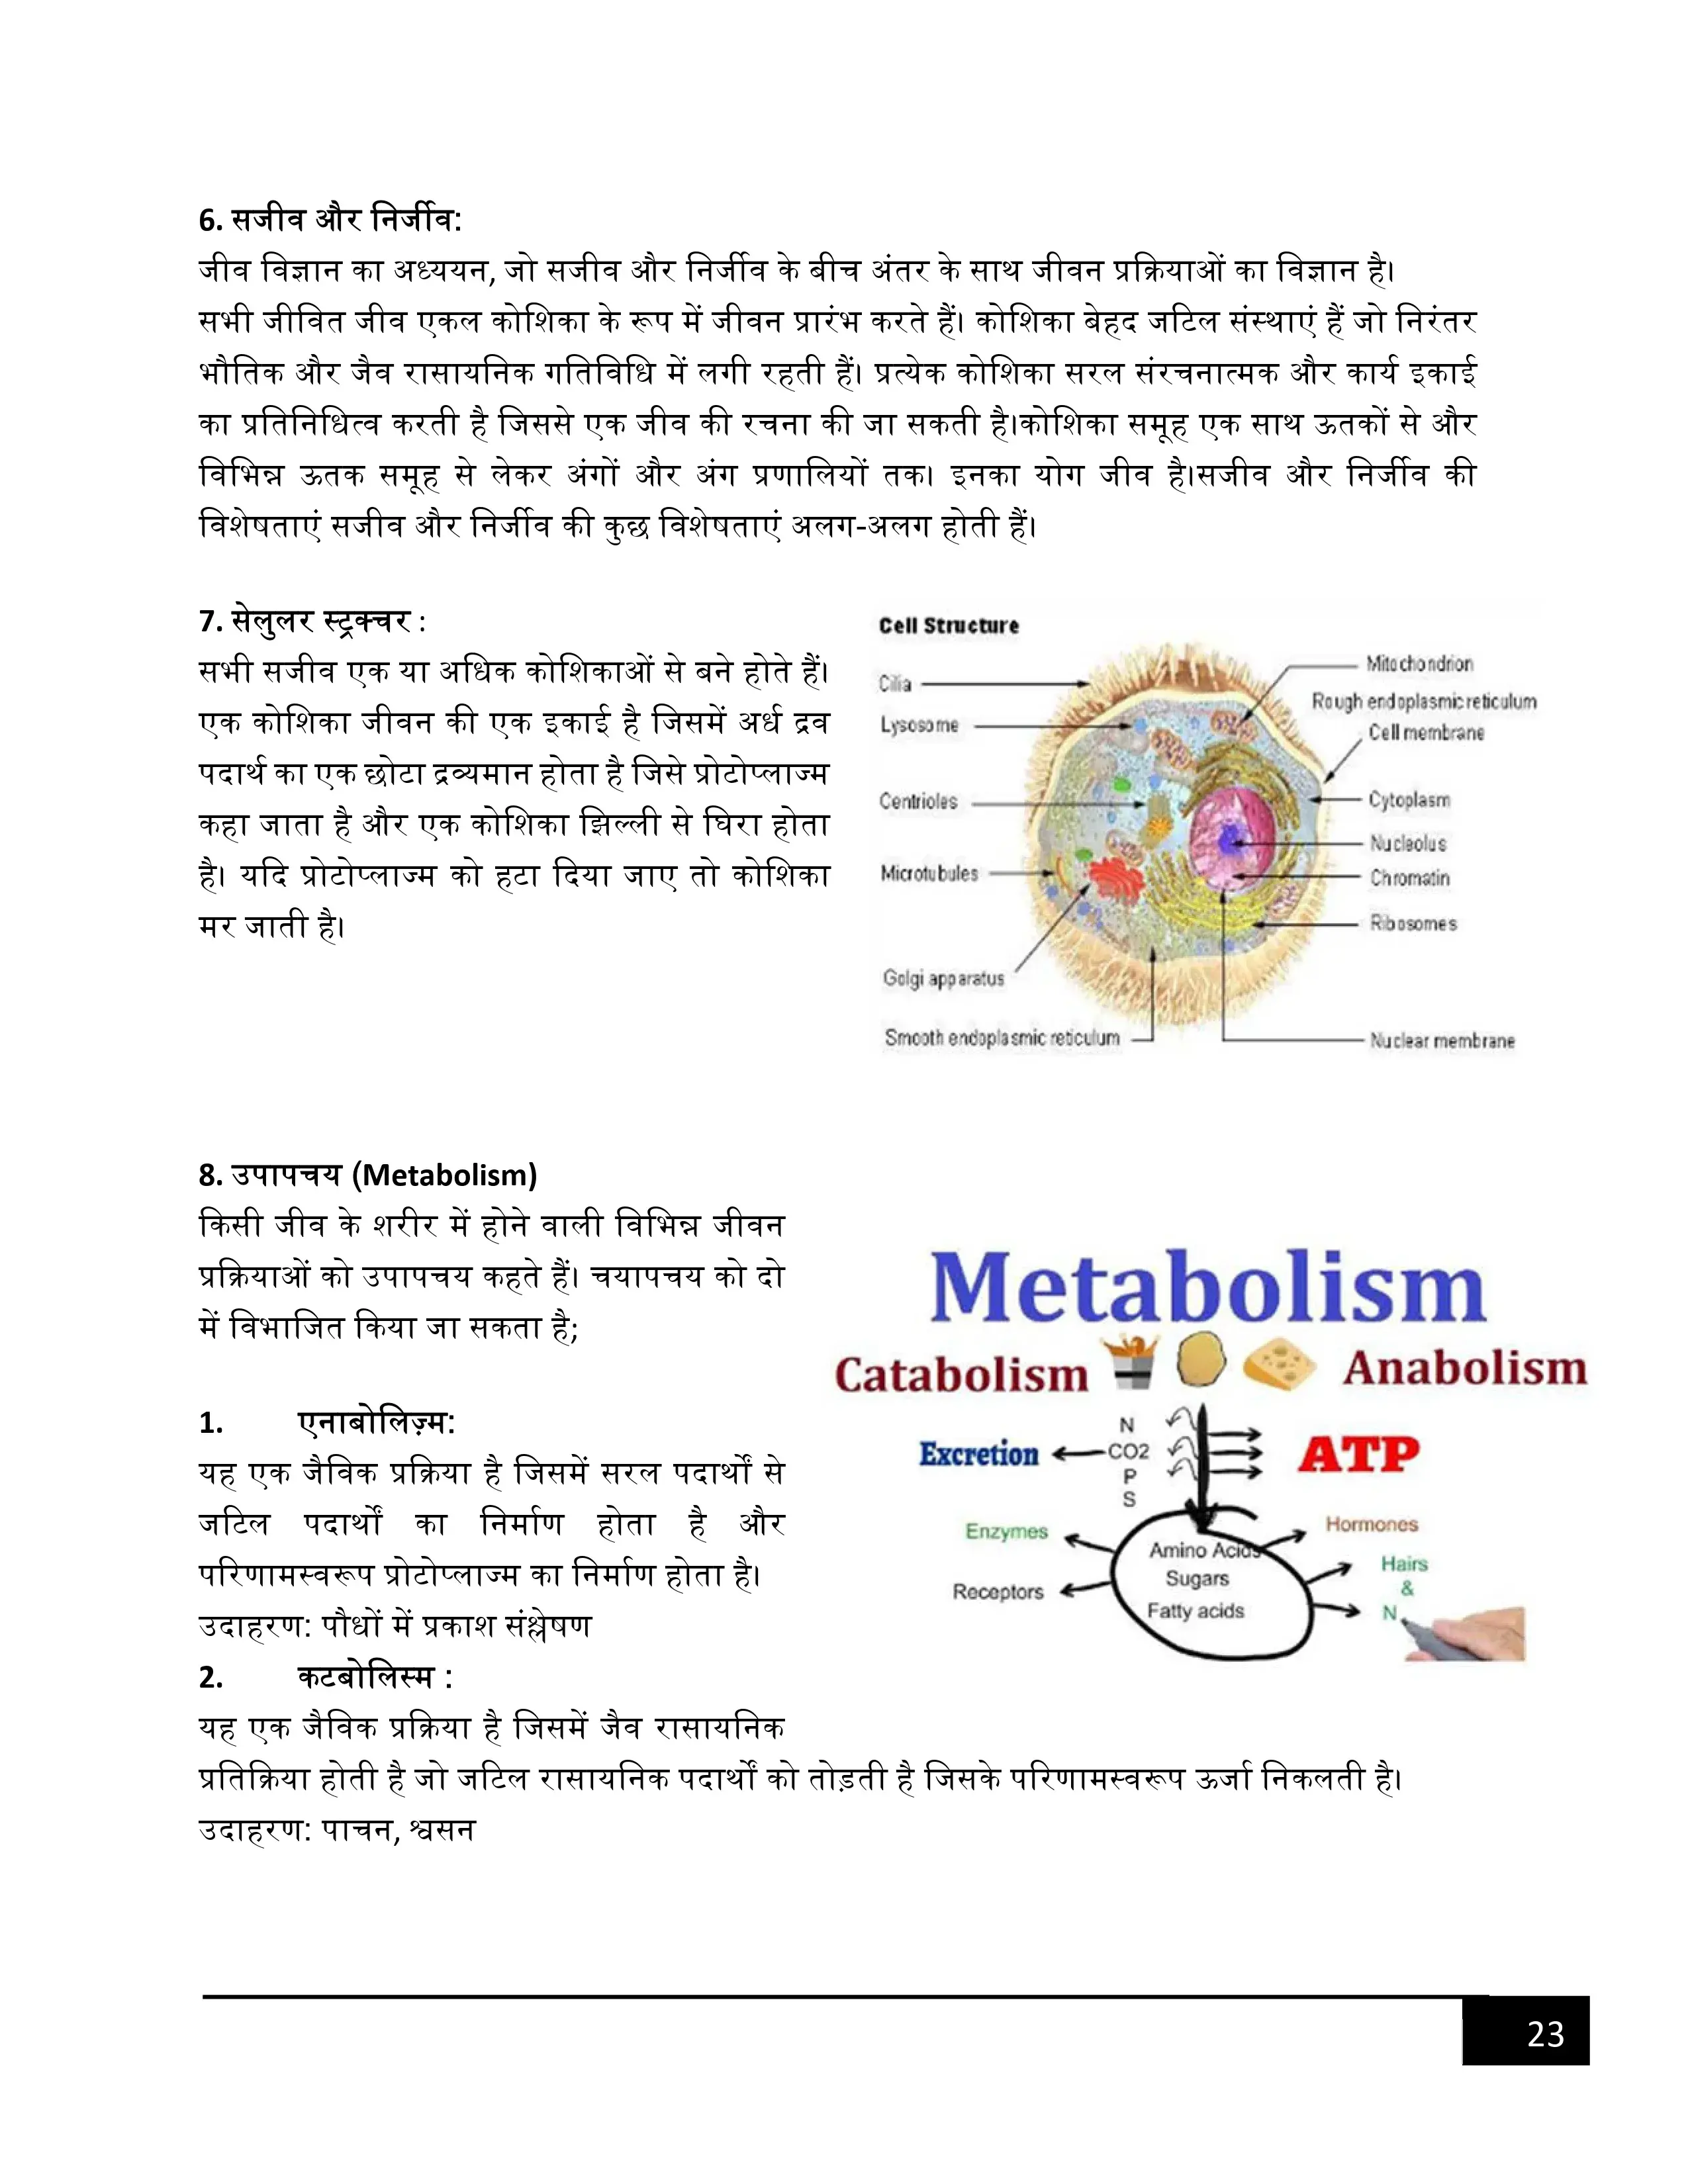 6. सजीव और निर्जीव:
जीव विज्ञान का अध्ययन, जो सजीव और निर्जीव के बीच अंतर के साथ जीवन प्रक्रियाओं का विज्ञान है।
सभी जीवित जीव एकल कोशिका के रूप में जीवन प्रारंभ करते हैं। कोशिका बेहद जटिल संस्थाएं हैं जो निरंतर
भौतिक और जैव रासायनिक गतिविधि में लगी रहती हैं। प्रत्येक कोशिका सरल संरचनात्मक और कार्य इकाई
का प्रतिनिधित्व करती है जिससे एक जीव की रचना की जा सकती है।कोशिका समूह एक साथ ऊतकों से और
विभिन्न ऊतक समूह से लेकर अंगों और अंग प्रणालियों तक। इनका योग जीव है।सजीव और निर्जीव की
विशेषताएं सजीव और निर्जीव की कुछ विशेषताएं अलग-अलग होती हैं।
7. सेलुलर स्ट्रक्चर :
सभी सजीव एक या अधिक कोशिकाओं से बने होते हैं।
एक कोशिका जीवन की एक इकाई है जिसमें अर्ध द्रव
पदार्थ का एक छोटा द्रव्यमान होता है जिसे प्रोटोप्लाज्म
कहा जाता है और एक कोशिका झिल्ली से घिरा होता
है। यदि प्रोटोप्लाज्म को हटा दिया जाए तो कोशिका
मर जाती है।
Cell Structure
Cilia
Lysosome
Centrioles
Microtubules
Golgi apparatus
Smooth endoplasmic reticulum
Mitochondrion
Rough endoplasmic reticulum
Cell membrane
Cytoplasm
Nucleolus
Chromatin
Ribosomes
Nuclear membrane
8. उपापचय (Metabolism)
किसी जीव के शरीर में होने वाली विभिन्न जीवन
प्रक्रियाओं को उपापचय कहते हैं। चयापचय को दो
में विभाजित किया जा सकता है;
1. एनाबोलिज़्म:
यह एक जैविक प्रक्रिया है जिसमें सरल पदार्थों से
जटिल पदार्थों का निर्माण होता है और
परिणामस्वरूप प्रोटोप्लाज्म का निर्माण होता है।
उदाहरण: पौधों में प्रकाश संश्लेषण
2. कटबोलिस्म :
यह एक जैविक प्रक्रिया है जिसमें जैव रासायनिक
प्रतिक्रिया होती है जो जटिल रासायनिक पदार्थों को तोड़ती है जिसके परिणामस्वरूप ऊर्जा निकलती है।
उदाहरण: पाचन, श्वसन
Metabolism
Catabolism
Anabolism
N
Excretion
CO2
P
S
ATP
Enzymes
Receptors
Amino Acids
Sugars
Fatty acids
Hormones
Hairs
&
N
23